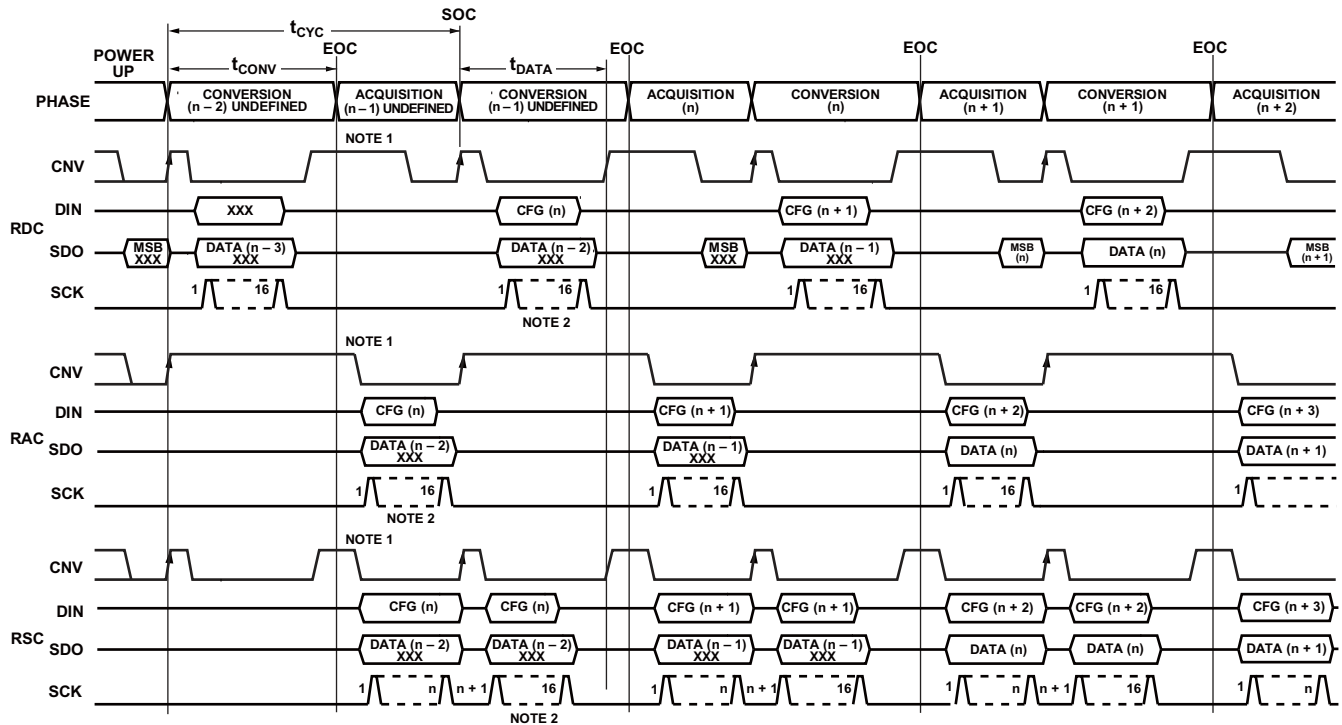 SOC
tCYC
POWER UP
EOC
EOC
EOC
EOC
tCONV
tDATA
PHASE
CONVERSION (n – 2) UNDEFINED
ACQUISITION (n – 1) UNDEFINED
CONVERSION (n – 1) UNDEFINED
ACQUISITION (n)
CONVERSION (n)
ACQUISITION (n + 1)
CONVERSION (n + 1)
ACQUISITION (n + 2)
NOTE 1
CNV
RDC
DIN
XXX
CFG (n)
CFG (n + 1)
CFG (n + 2)
SDO
MSB XXX
DATA (n – 3) XXX
DATA (n – 2) XXX
MSB XXX
DATA (n – 1) XXX
MSB (n)
DATA (n)
MSB (n + 1)
SCK
1
16
1
16
1
16
1
16
NOTE 2
NOTE 1
CNV
RAC
DIN
CFG (n)
CFG (n + 1)
CFG (n + 2)
CFG (n + 3)
SDO
DATA (n – 2) XXX
DATA (n – 1) XXX
DATA (n)
DATA (n + 1)
SCK
1
16
1
16
1
16
1
NOTE 2
NOTE 1
CNV
RSC
DIN
CFG (n)
CFG (n)
CFG (n + 1)
CFG (n + 1)
CFG (n + 2)
CFG (n + 2)
CFG (n + 3)
SDO
DATA (n – 2) XXX
DATA (n – 2) XXX
DATA (n – 1) XXX
DATA (n – 1) XXX
DATA (n)
DATA (n)
DATA (n + 1)
SCK
1
n
n + 1
16
1
n
n + 1
16
1
n
n + 1
16
1
n
NOTE 2